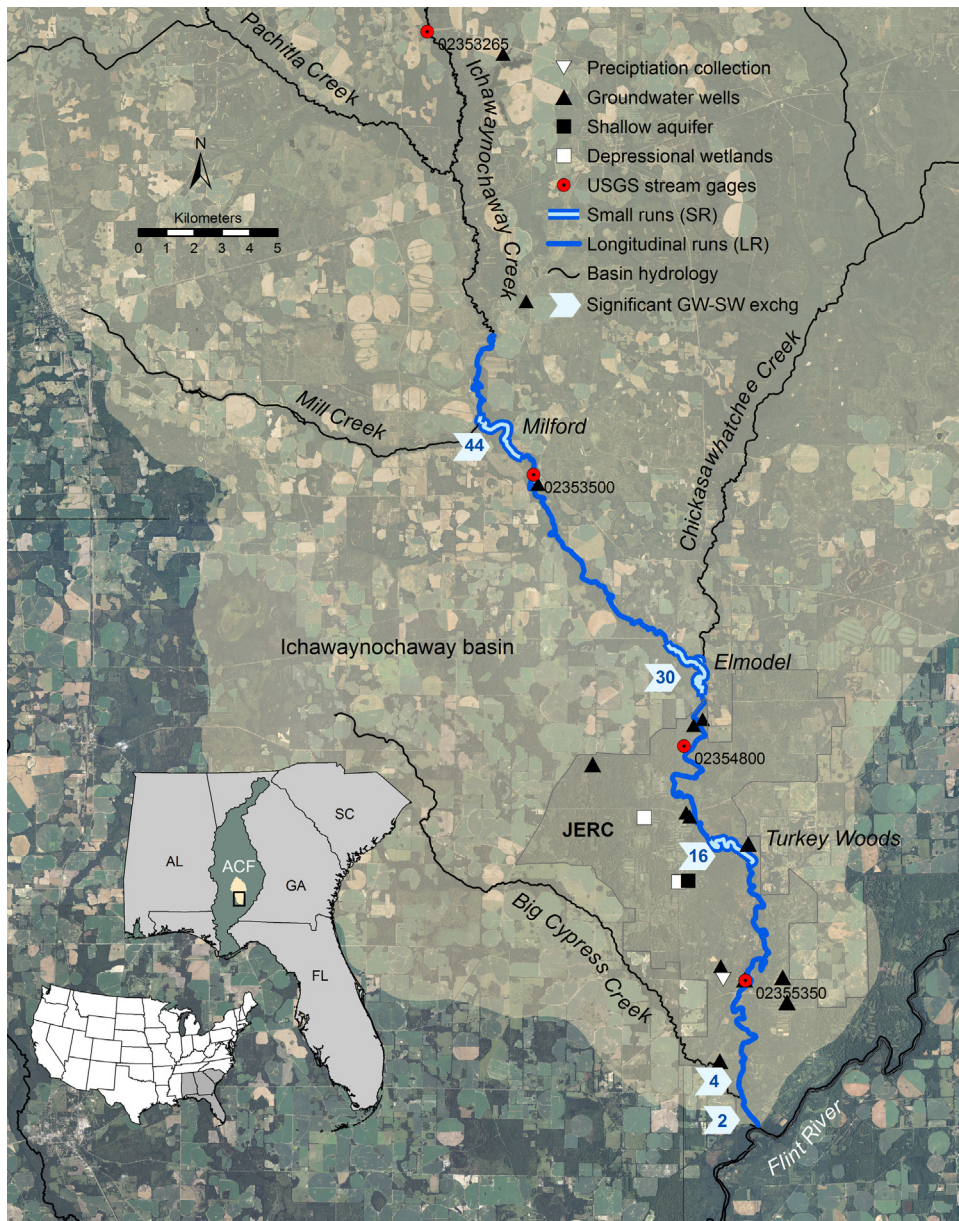 02353265
Pachitla Creek
Ichawaynochaway Creek
Preciptiation collection
Groundwater wells
Shallow aquifer
Depressional wetlands
USGS stream gages
Small runs (SR)
Longitudinal runs (LR)
Basin hydrology
Significant GW-SW exchg
N
Kilometers
0 1 2 3 4 5
Mill Creek
44
Milford
02353500
Chickasawhatchee Creek
Ichawaynochaway basin
Elmodel
30
02354800
JERC
Turkey Woods
16
Big Cypress Creek
02355350
4
2
Flint River
AL
ACF
GA
SC
FL